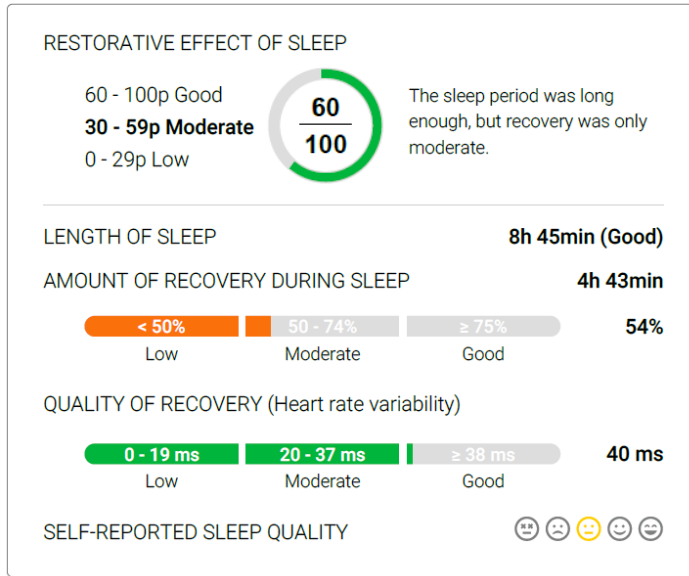 RESTORATIVE EFFECT OF SLEEP
60 - 100p Good
30 - 59p Moderate
0 - 29p Low
60
100
The sleep period was long
enough, but recovery was only
moderate.
LENGTH OF SLEEP 8h 45min (Good)
AMOUNT OF RECOVERY DURING SLEEP 4h 43min
< 50% 50 - 74% ≥ 75% 54%
Low Moderate Good
QUALITY OF RECOVERY (Heart rate variability)
0 - 19 ms 20 - 37 ms ≥ 38 ms 40 ms
Low Moderate Good
SELF-REPORTED SLEEP QUALITY